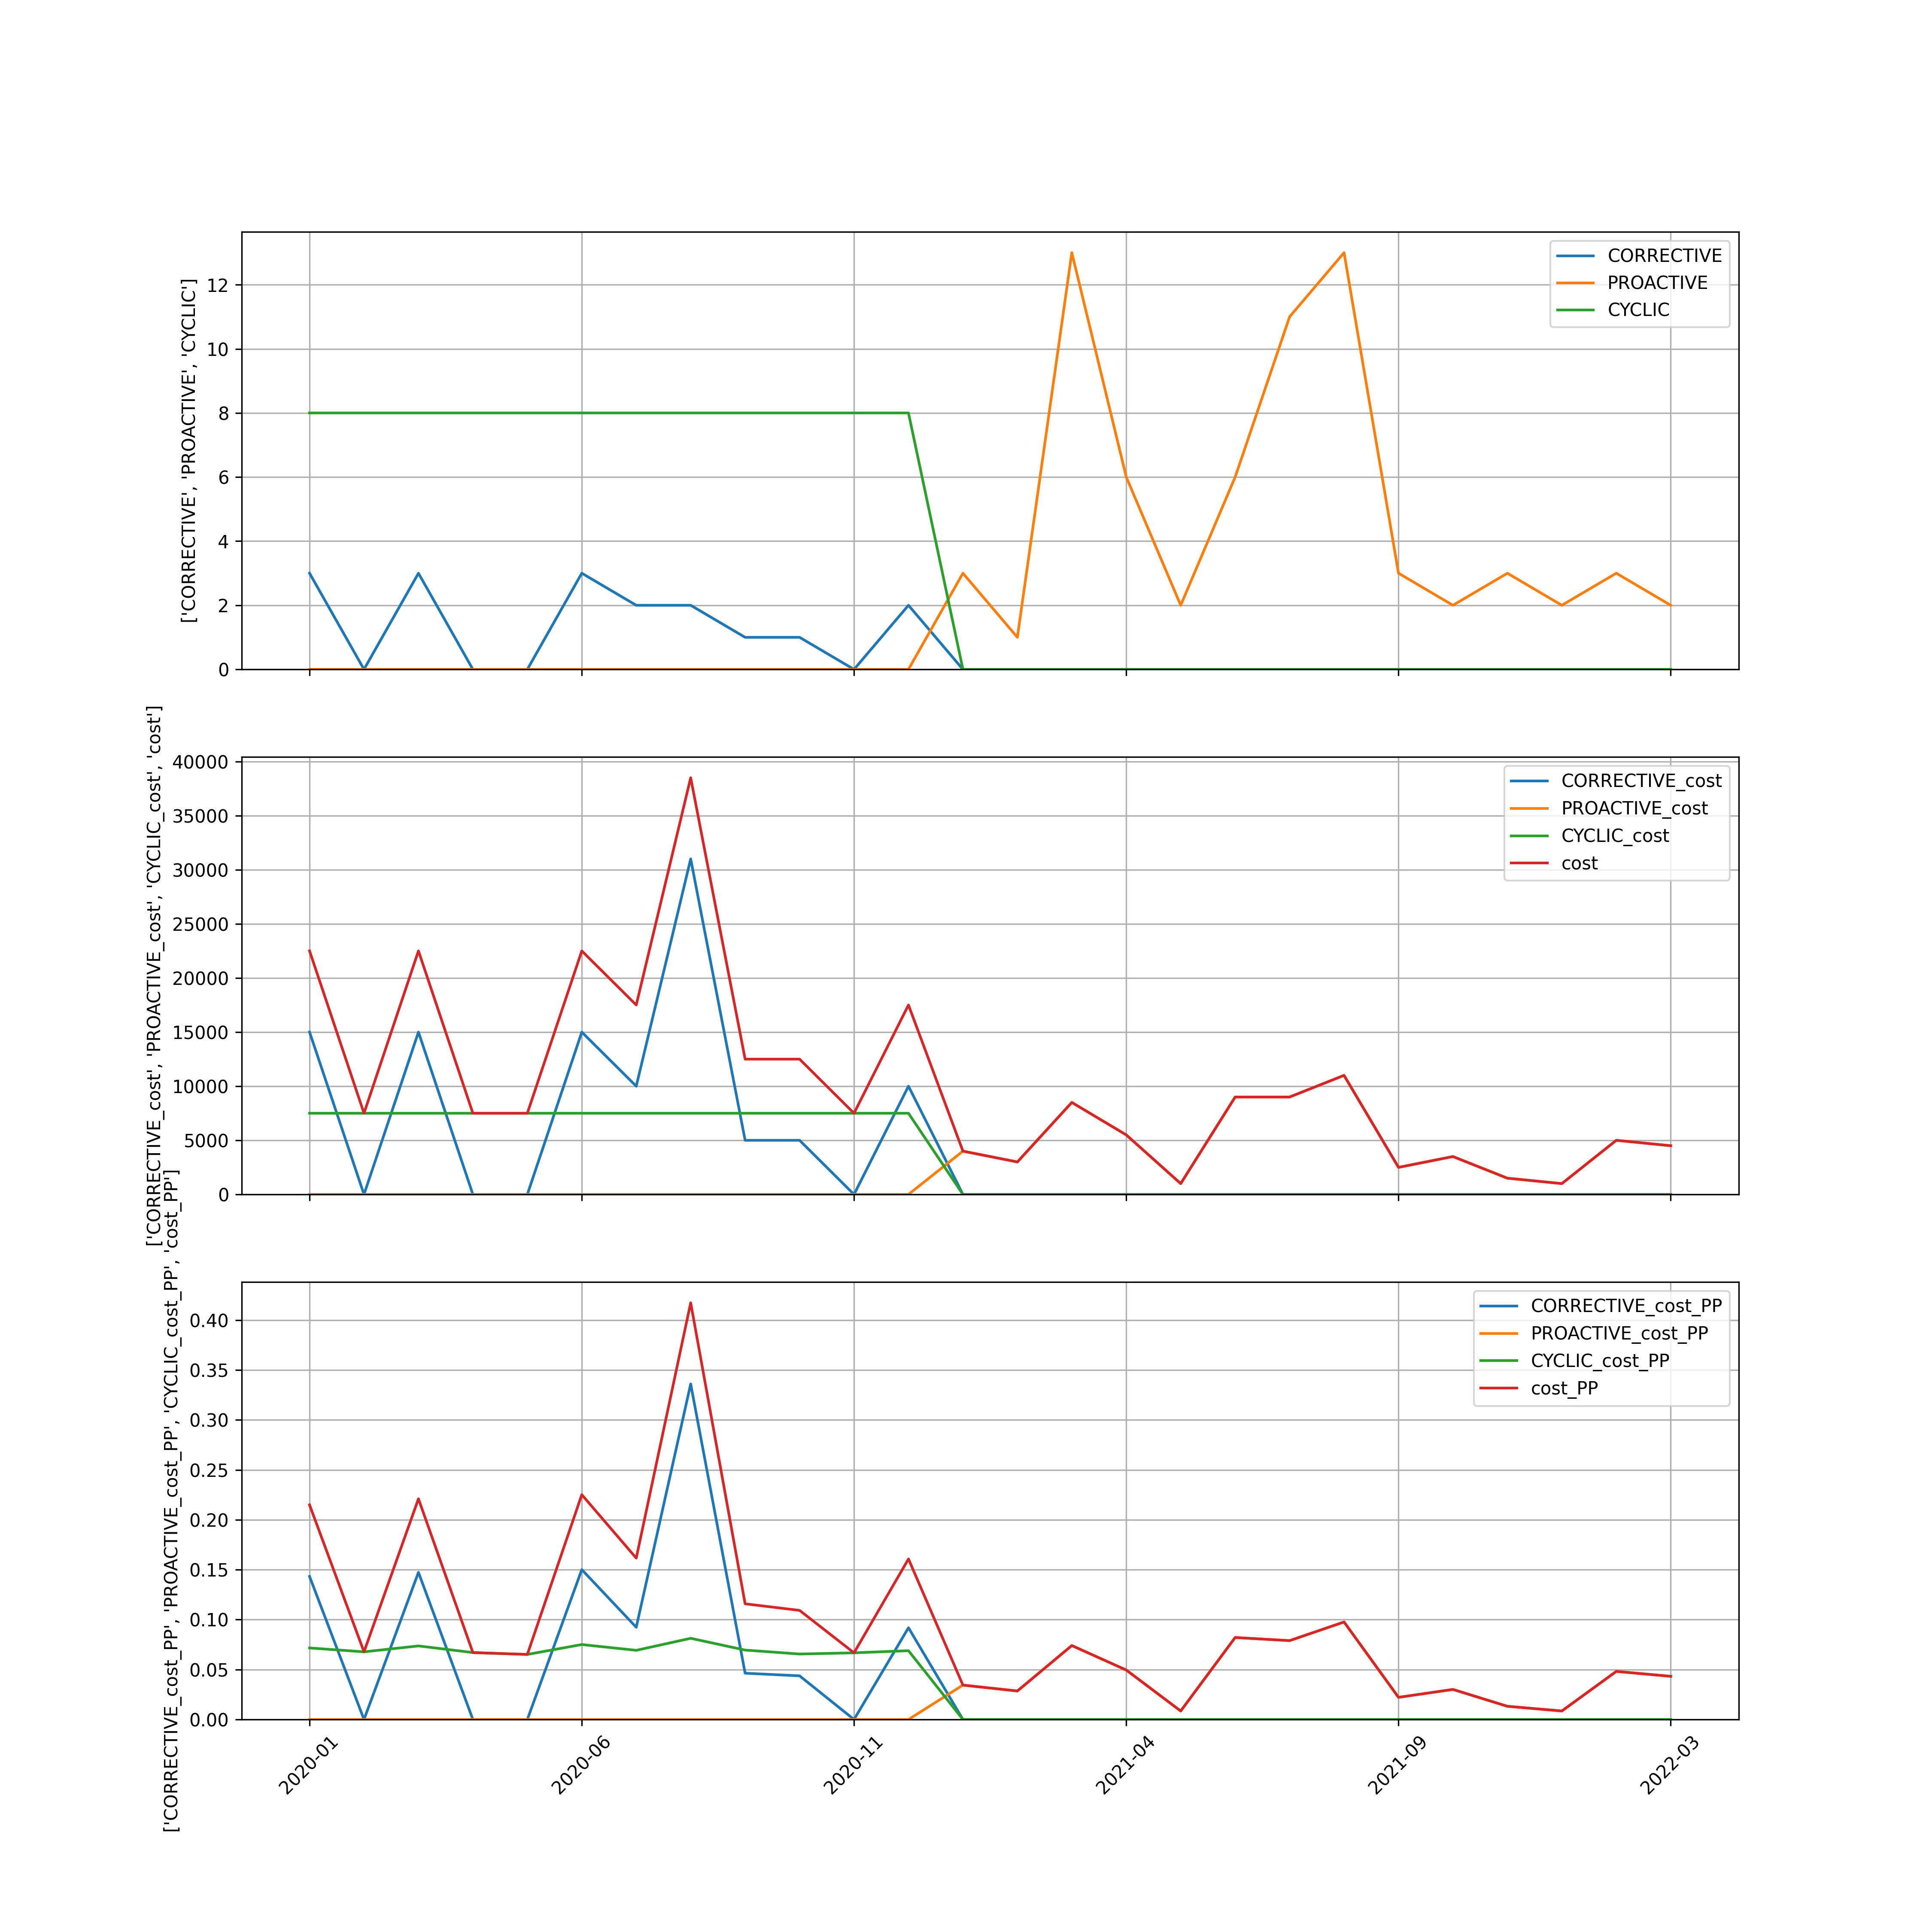 ['CORRECTIVE', 'PROACTIVE', 'CYCLIC']
12
10
8
6
4
2
0
CORRECTIVE
PROACTIVE
CYCLIC
['CORRECTIVE_cost', 'PROACTIVE_cost', 'CYCLIC_cost', 'cost']
40000
35000
30000
25000
20000
15000
10000
5000
0
CORRECTIVE_cost
PROACTIVE_cost
CYCLIC_cost
cost
['CORRECTIVE_cost_PP', 'PROACTIVE_cost_PP', 'CYCLIC_cost_PP', 'cost_PP']
0.40
0.35
0.30
0.25
0.20
0.15
0.10
0.05
0.00
CORRECTIVE_cost_PP
PROACTIVE_cost_PP
CYCLIC_cost_PP
cost_PP
2020-01
2020-06
2020-11
2021-04
2021-09
2022-03